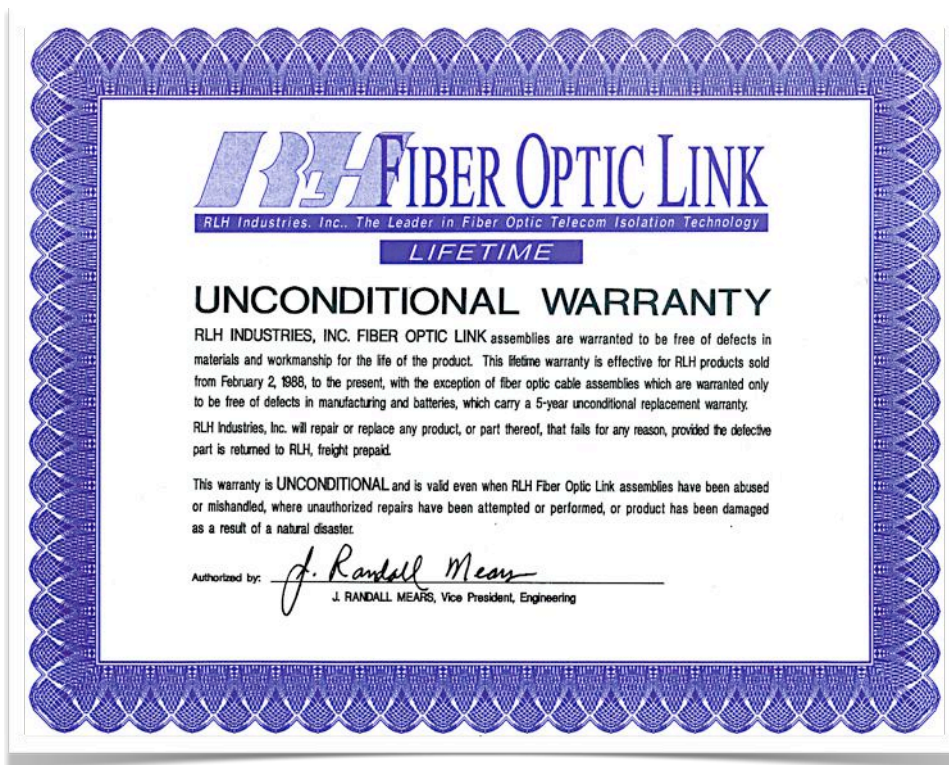 RLH FIBER OPTIC LINK
RLH Industries, Inc.. The Leader in Fiber Optic Telecom Isolation Technology
LIFETIME
UNCONDITIONAL WARRANTY
RLH INDUSTRIES, INC. FIBER OPTIC LINK assemblies are warranted to be free of defects in
materials and workmanship for the life of the product. This lifetime warranty is effective for RLH products sold
from February 2, 1988, to the present, with the exception of fiber optic cable assemblies which are warranted only
to be free of defects in manufacturing and batteries, which carry a 5-year unconditional replacement warranty.
RLH Industries, Inc. will repair or replace any product, or part thereof, that fails for any reason, provided the defective
part is returned to RLH, freight prepaid.
This warranty is UNCONDITIONAL and is valid even when RLH Fiber Optic Link assemblies have been abused
or mishandled, where unauthorized repairs have been attempted or performed, or product has been damaged
as a result of a natural disaster.
Authorized by: J. Randall Mears
J. RANDALL MEARS, Vice President, Engineering